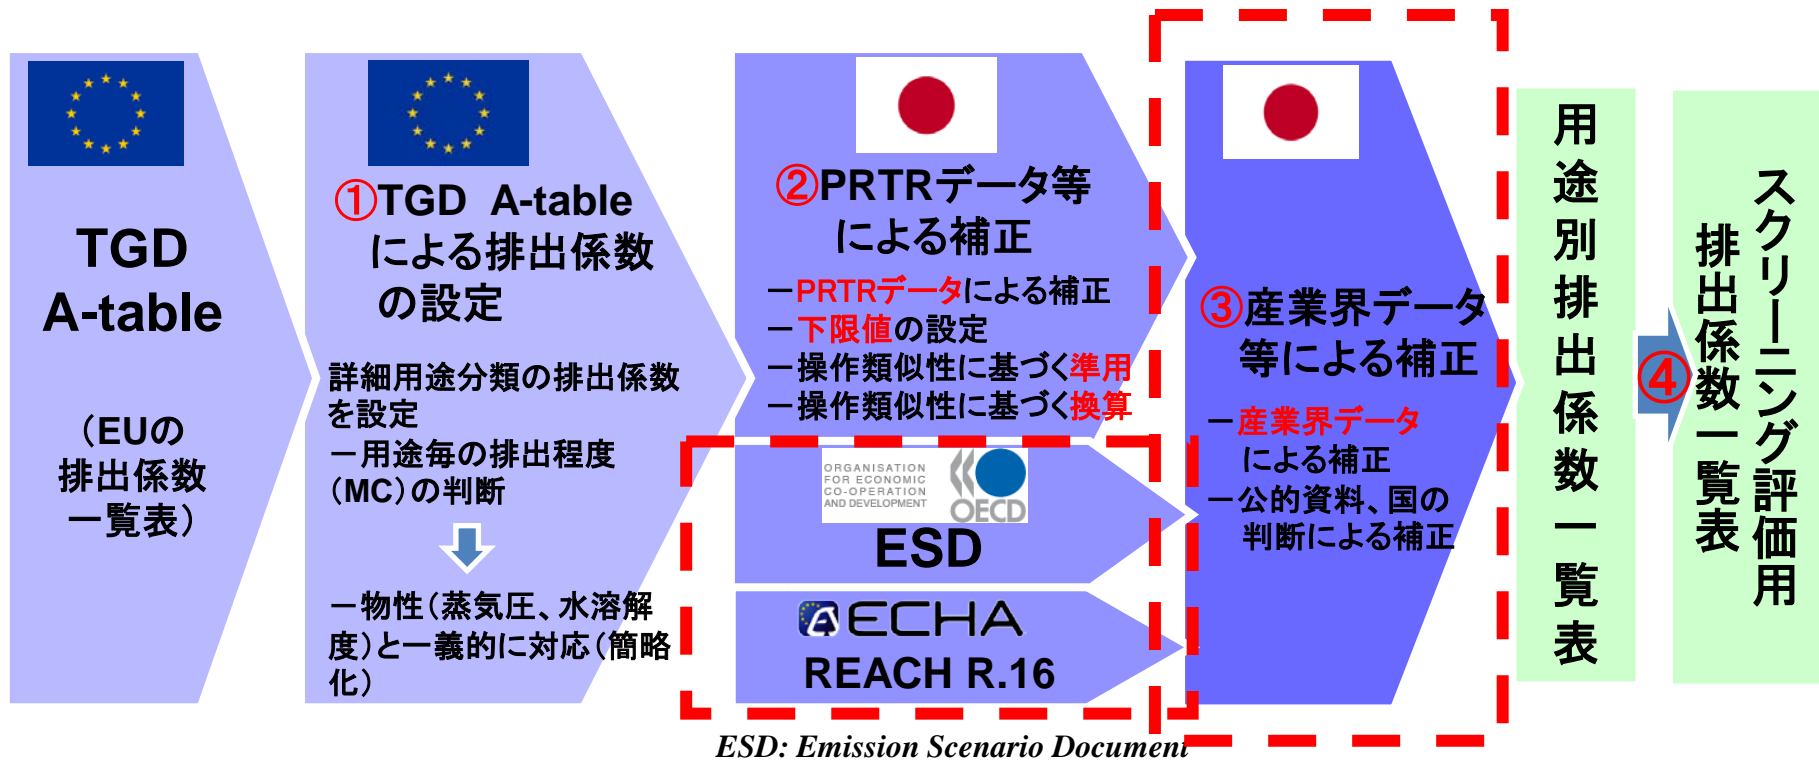 TGD
A-table
（EUの
排出係数
一覧表）
①TGD A-table
による排出係数
の設定
詳細用途分類の排出係数
を設定
－用途毎の排出程度
（MC）の判断
－物性（蒸気圧、水溶解
度）と一義的に対応（簡略
化）
②PRTRデータ等
による補正
－PRTRデータによる補正
－下限値の設定
－操作類似性に基づく準用
－操作類似性に基づく換算
ORGANISATION
FOR ECONOMIC
CO-OPERATION
AND DEVELOPMENT
OECD
ESD
ECHA
REACH R.16
ESD: Emission Scenario Document
③産業界データ
等による補正
－産業界データ
による補正
－公的資料、国の
判断による補正
用途別排出係数一覧表
④
スクリーニング評価用
排出係数一覧表